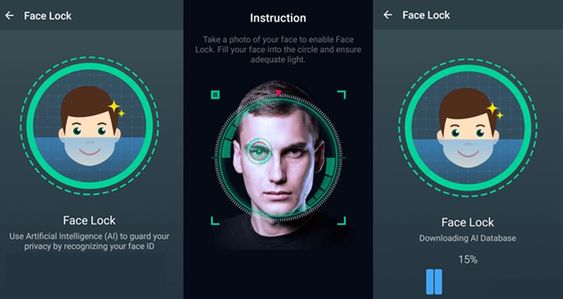 Face Lock
Face Lock
Use Artificial Intelligence (AI) to guard your
privacy by recognizing your face ID
Instruction
Take a photo of your face to enable Face
Lock. Fill your face into the circle and ensure
adequate light.
Face Lock
Face Lock
Downloading AI Database
15%